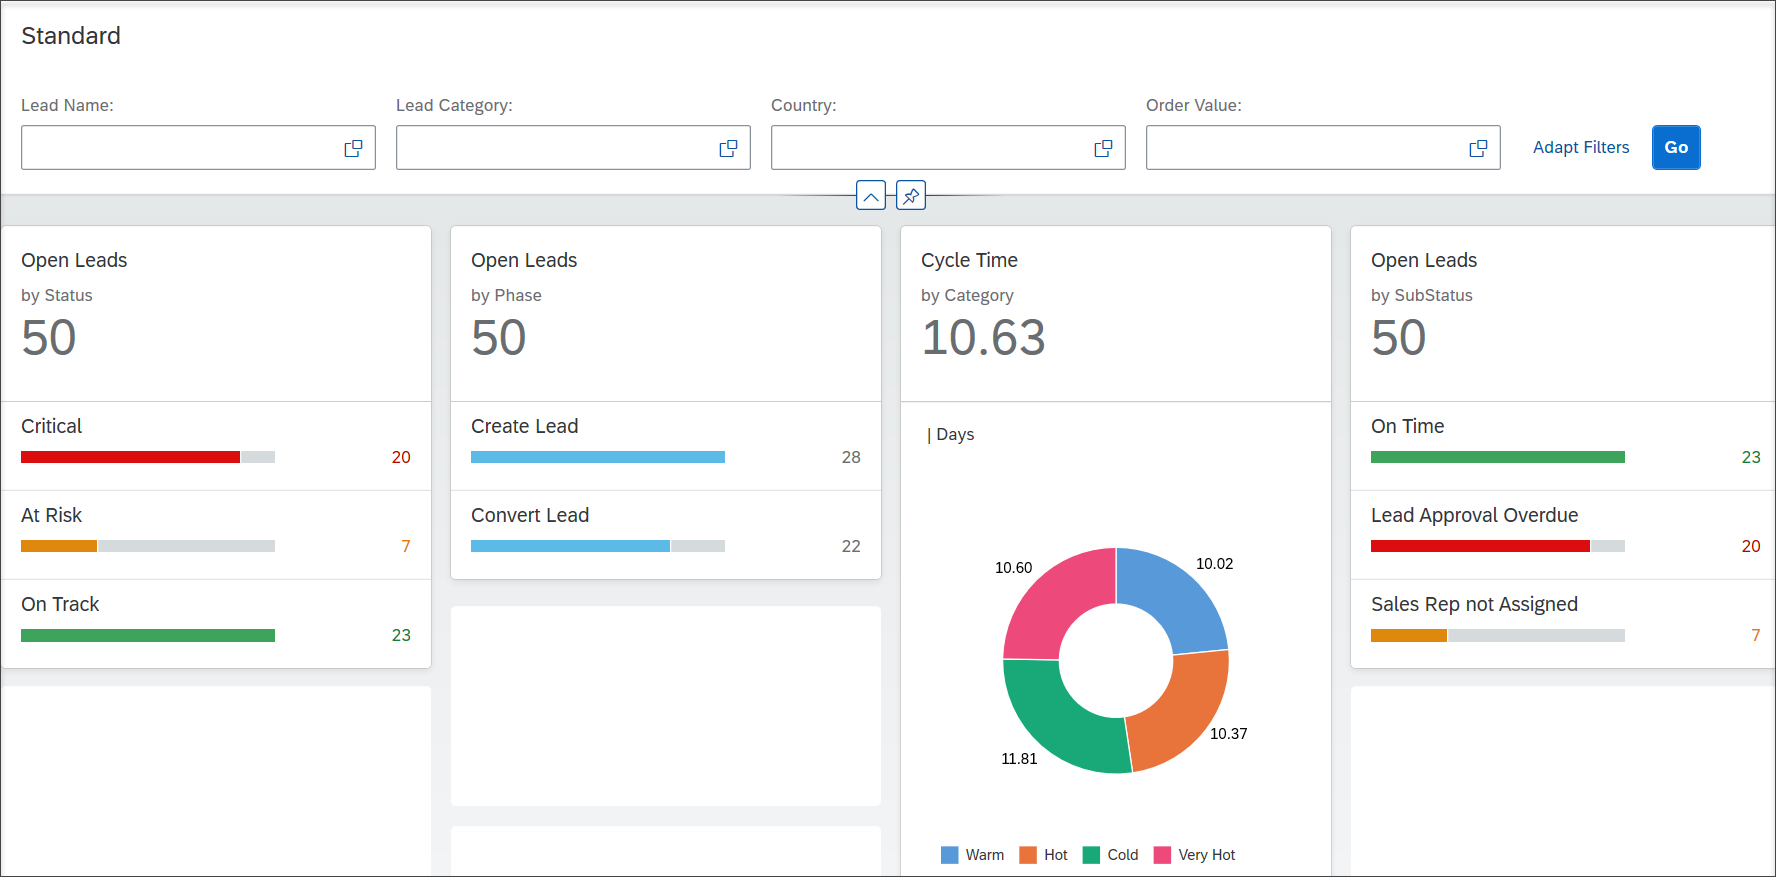 Standard
Lead Name:
Lead Category:
Country:
Order Value:
Adapt Filters
Go
Open Leads
by Status
50
Critical
20
At Risk
7
On Track
23
Open Leads
by Phase
50
Create Lead
28
Convert Lead
22
Cycle Time
by Category
10.63
| Days
10.60
10.02
10.37
11.81
Warm Hot Cold Very Hot
Open Leads
by SubStatus
50
On Time
23
Lead Approval Overdue
20
Sales Rep not Assigned
7